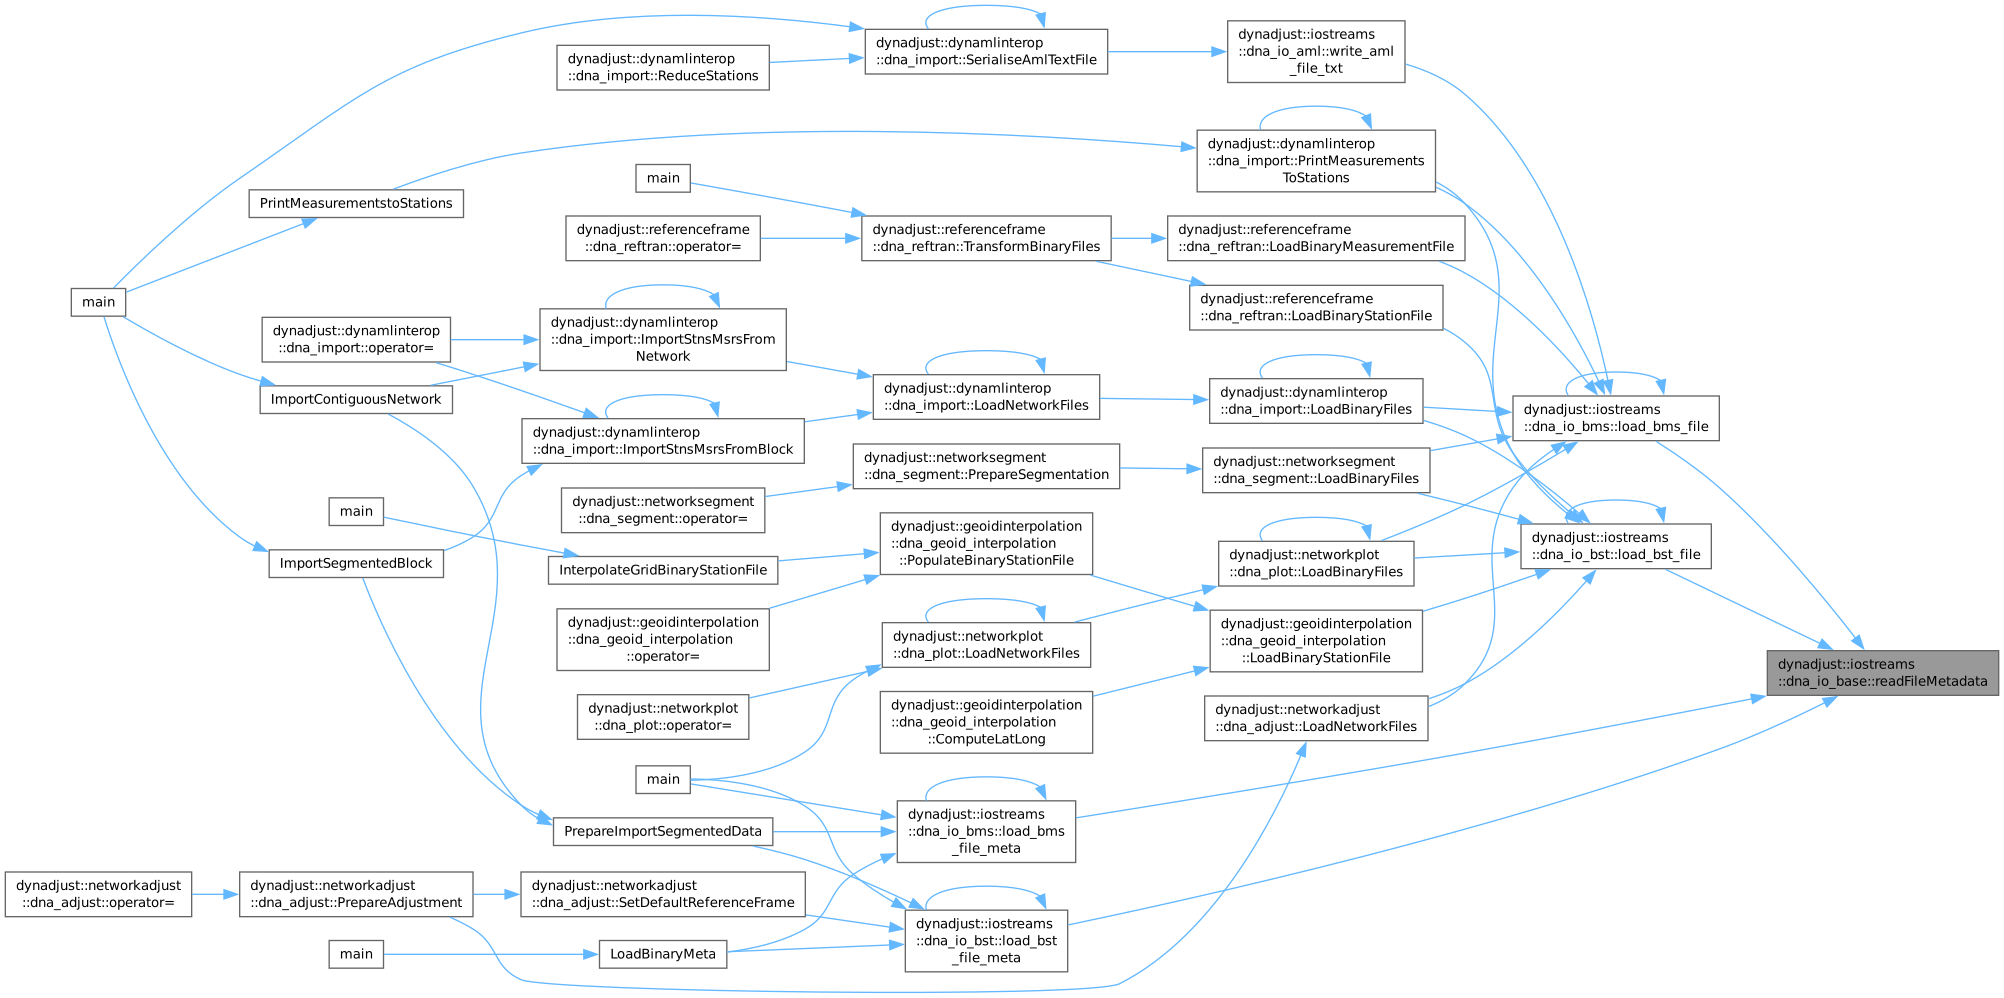 dynadjust::iostreams
::dna_io_base::readFileMetadata
dynadjust::iostreams
::dna_io_bms::load_bms_file
dynadjust::iostreams
::dna_io_bst::load_bst_file
dynadjust::iostreams
::dna_io_aml::write_aml
_file_txt
dynadjust::dynamlinterop
::dna_import::PrintMeasurements
ToStations
dynadjust::referenceframe
::dna_reftran::LoadBinaryMeasurementFile
dynadjust::referenceframe
::dna_reftran::LoadBinaryStationFile
dynadjust::dynamlinterop
::dna_import::LoadBinaryFiles
dynadjust::networksegment
::dna_segment::LoadBinaryFiles
dynadjust::networkplot
::dna_plot::LoadBinaryFiles
dynadjust::geoidinterpolation
::dna_geoid_interpolation
::LoadBinaryStationFile
dynadjust::networkadjust
::dna_adjust::LoadNetworkFiles
dynadjust::dynamlinterop
::dna_import::SerialiseAmlTextFile
dynadjust::referenceframe
::dna_reftran::TransformBinaryFiles
dynadjust::dynamlinterop
::dna_import::LoadNetworkFiles
dynadjust::networksegment
::dna_segment::PrepareSegmentation
dynadjust::geoidinterpolation
::dna_geoid_interpolation
::PopulateBinaryStationFile
dynadjust::networkplot
::dna_plot::LoadNetworkFiles
dynadjust::geoidinterpolation
::dna_geoid_interpolation
::ComputeLatLong
dynadjust::iostreams
::dna_io_bms::load_bms
_file_meta
dynadjust::iostreams
::dna_io_bst::load_bst
_file_meta
dynadjust::dynamlinterop
::dna_import::ReduceStations
main
dynadjust::referenceframe
::dna_reftran::operator=
dynadjust::dynamlinterop
::dna_import::ImportStnsMsrsFrom
Network
dynadjust::dynamlinterop
::dna_import::ImportStnsMsrsFromBlock
dynadjust::networksegment
::dna_segment::operator=
InterpolateGridBinaryStationFile
dynadjust::geoidinterpolation
::dna_geoid_interpolation
::operator=
dynadjust::networkplot
::dna_plot::operator=
main
PrepareImportSegmentedData
dynadjust::networkadjust
::dna_adjust::SetDefaultReferenceFrame
LoadBinaryMeta
PrintMeasurementstoStations
dynadjust::dynamlinterop
::dna_import::operator=
ImportContiguousNetwork
main
ImportSegmentedBlock
dynadjust::networkadjust
::dna_adjust::PrepareAdjustment
main
main
dynadjust::networkadjust
::dna_adjust::operator=